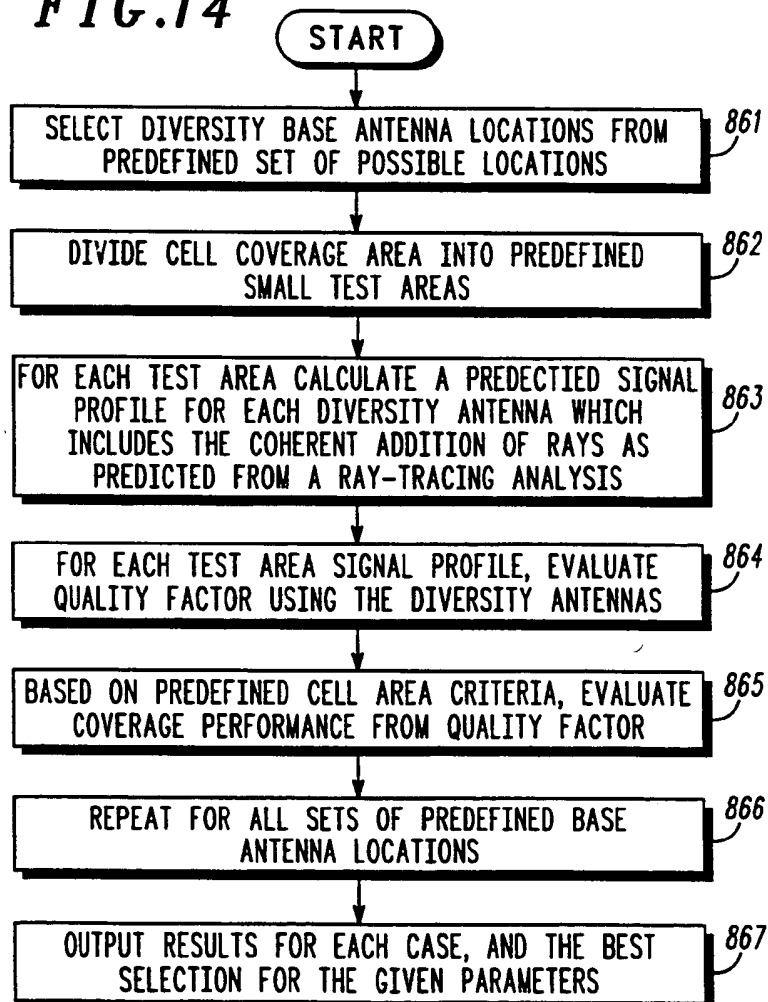 FIG.14
START
SELECT DIVERSITY BASE ANTENNA LOCATIONS FROM
PREDEFINED SET OF POSSIBLE LOCATIONS
861
DIVIDE CELL COVERAGE AREA INTO PREDEFINED
SMALL TEST AREAS
862
FOR EACH TEST AREA CALCULATE A PREDECTIED SIGNAL
PROFILE FOR EACH DIVERSITY ANTENNA WHICH
INCLUDES THE COHERENT ADDITION OF RAYS AS
PREDICTED FROM A RAY-TRACING ANALYSIS
863
FOR EACH TEST AREA SIGNAL PROFILE, EVALUATE
QUALITY FACTOR USING THE DIVERSITY ANTENNAS
864
BASED ON PREDEFINED CELL AREA CRITERIA, EVALUATE
COVERAGE PERFORMANCE FROM QUALITY FACTOR
865
REPEAT FOR ALL SETS OF PREDEFINED BASE
ANTENNA LOCATIONS
866
OUTPUT RESULTS FOR EACH CASE, AND THE BEST
SELECTION FOR THE GIVEN PARAMETERS
867